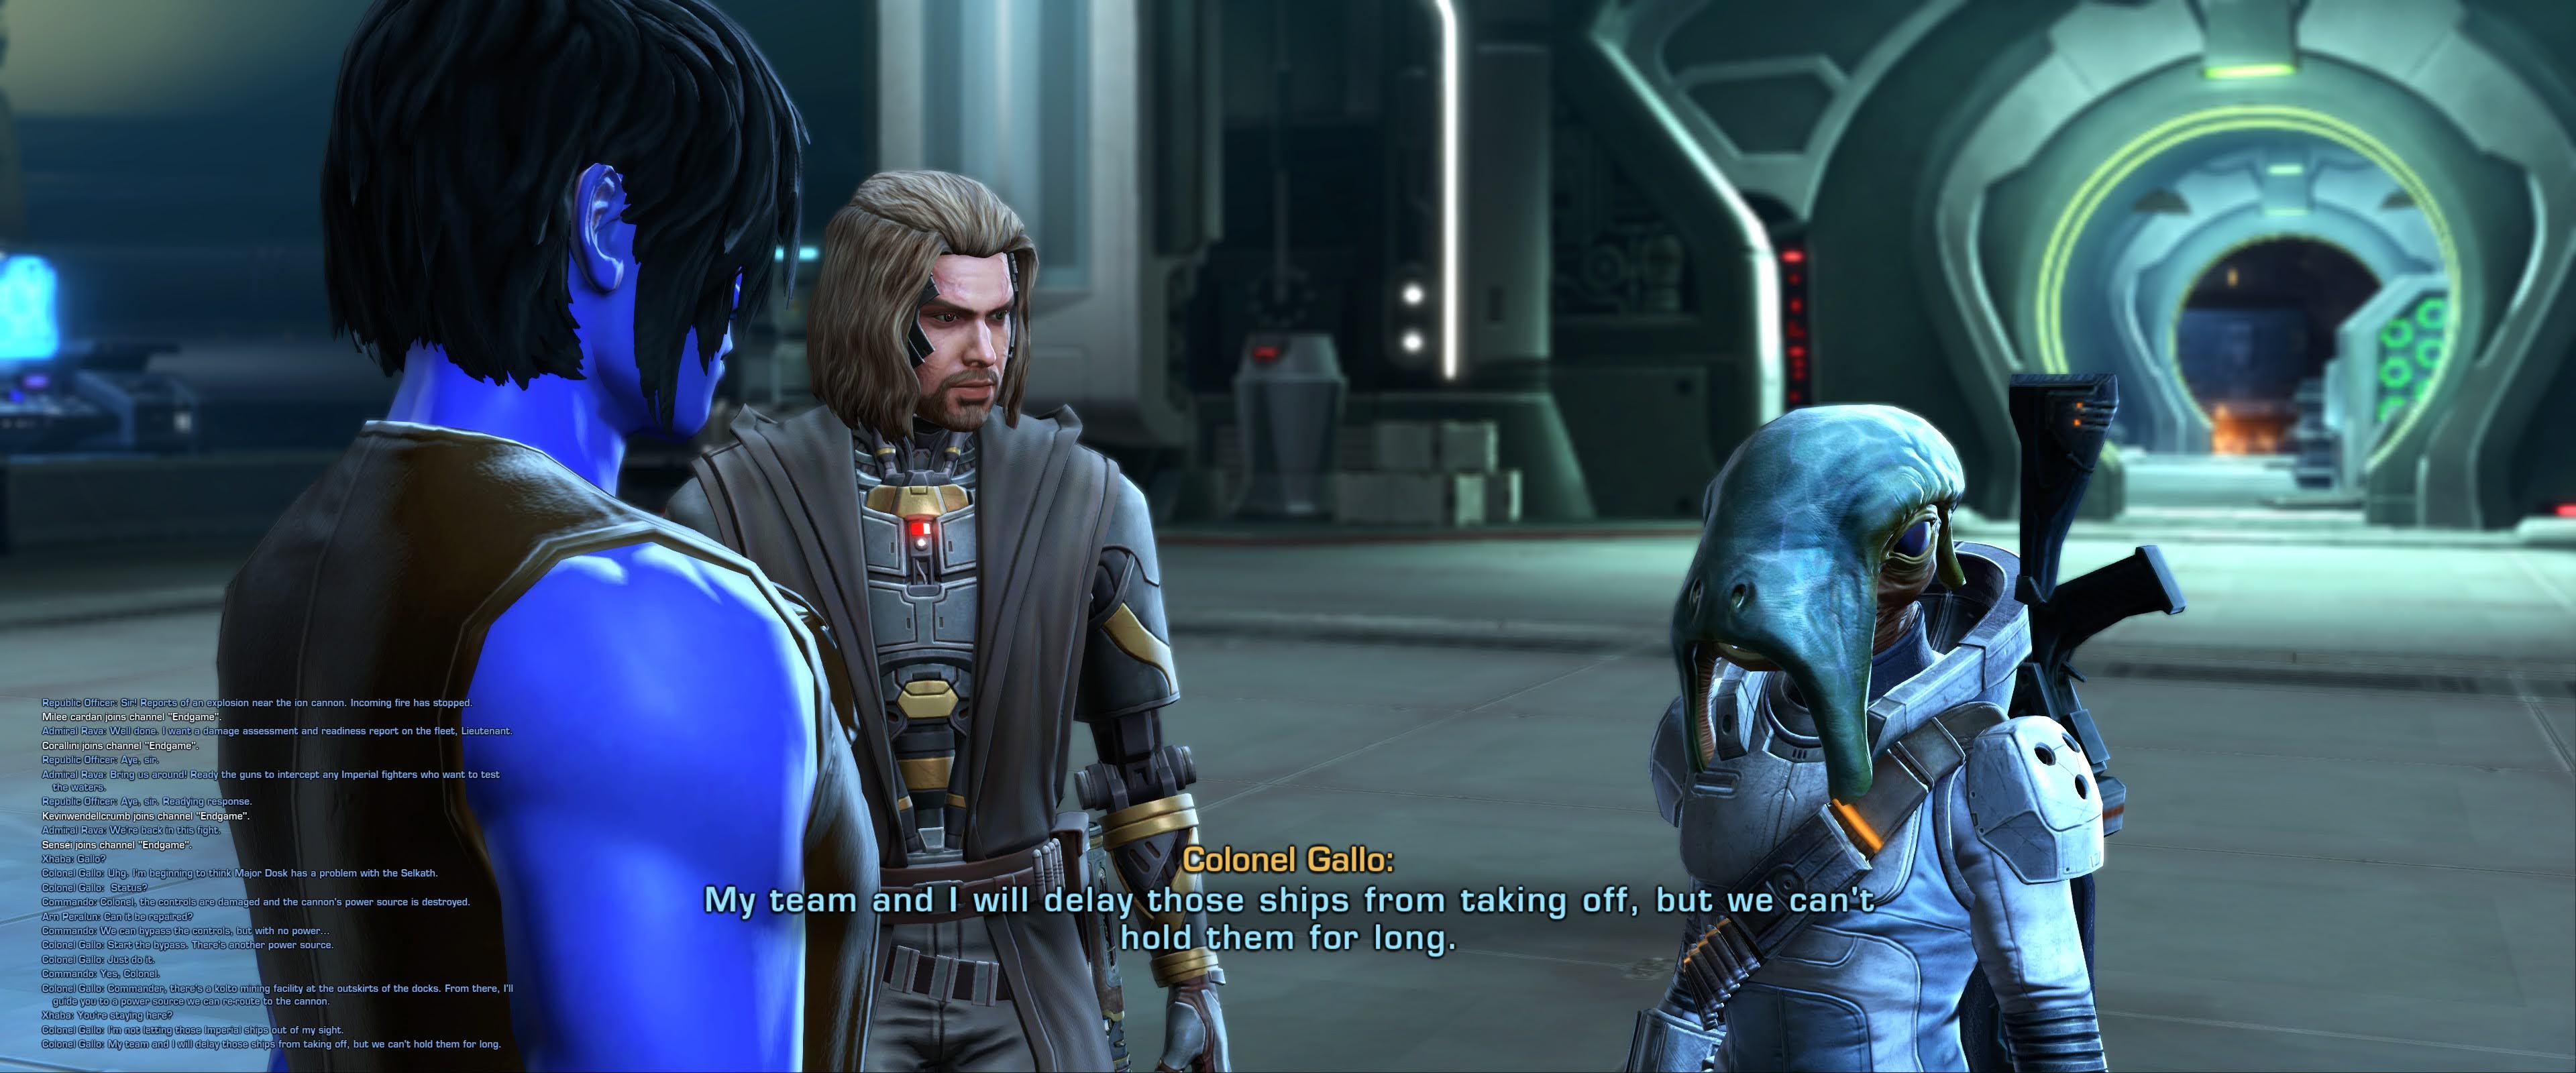 Republic Officer: Sir! Reports of an explosion near the ion cannon. Incoming fire has stopped.
Milee cardan joins channel "Endgame".
Admiral Rava: Well done. I want a damage assessment and readiness report on the fleet, Lieutenant.
Corallini joins channel "Endgame".
Republic Officer: Aye, sir.
Admiral Rava: Bring us around! Ready the guns to intercept any Imperial fighters who want to test
the waters.
Republic Officer: Aye, sir. Readying response.
Kevinwendellcrumb joins channel "Endgame".
Admiral Rava: We're back in this fight.
Sensëi joins channel "Endgame".
Xhaba: Gallo?
Colonel Gallo: Ung. I'm beginning to think Major Dosk has a problem with the Selkath.
Colonel Gallo: Status?
Commando: Colonel, the controls are damaged and the cannon's power source is destroyed.
Arn Peralun: Can it be repaired?
Commando: We can bypass the controls, but with no power...
Colonel Gallo: Start the bypass. There's another power source.
Colonel Gallo: Just do it.
Commando: Yes, Colonel.
Colonel Gallo: Commander, there's a kolto mining facility at the outskirts of the docks. From there, I'll
guide you to a power source we can re-route to the cannon.
Xhaba: You're staying here?
Colonel Gallo: I'm not letting those Imperial ships out of my sight.
Colonel Gallo: My team and I will delay those ships from taking off, but we can't hold them for long.
Colonel Gallo:
My team and I will delay those ships from taking off, but we can't
hold them for long.